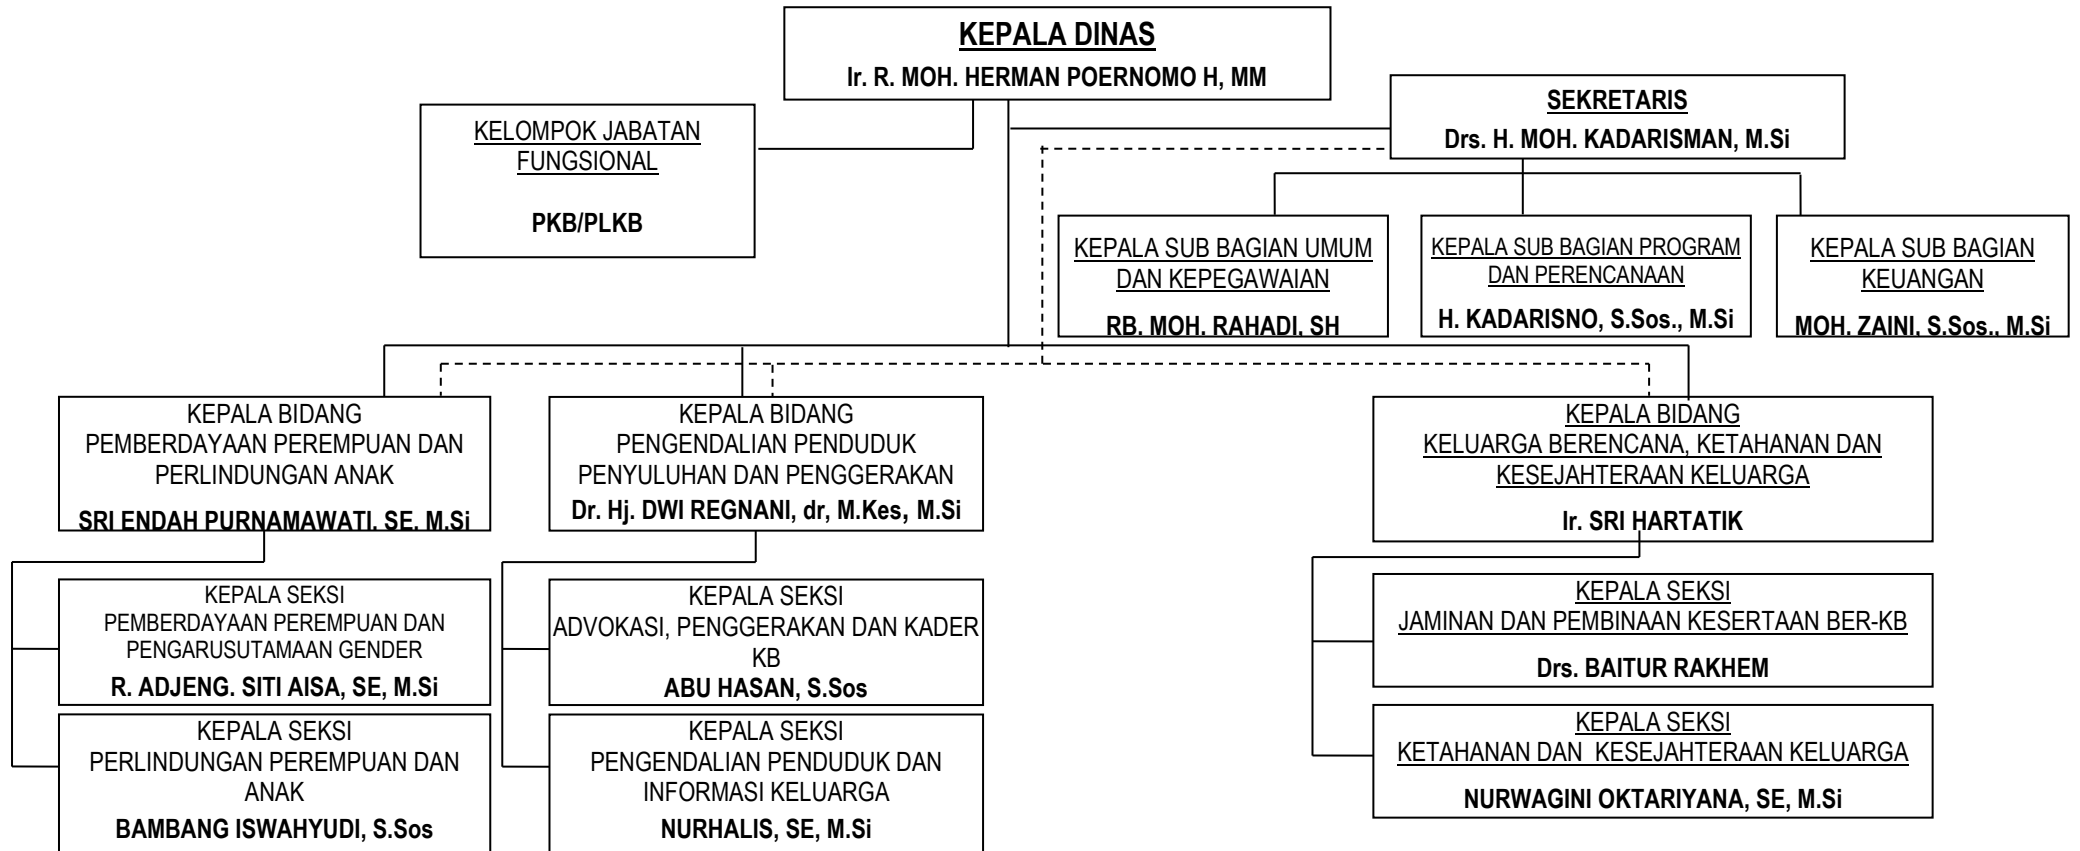 KEPALA DINAS
Ir. R. MOH. HERMAN POERNOMO H, MM
SEKRETARIS
Drs. H. MOH. KADARISMAN, M.Si
KELOMPOK JABATAN
FUNGSIONAL
PKB/PLKB
KEPALA SUB BAGIAN UMUM
DAN KEPEGAWAIAN
RB. MOH. RAHADI, SH
KEPALA SUB BAGIAN PROGRAM
DAN PERENCANAAN
H. KADARISNO, S.Sos., M.Si
KEPALA SUB BAGIAN
KEUANGAN
MOH. ZAINI, S.Sos., M.Si
KEPALA BIDANG
PEMBERDAYAAN PEREMPUAN DAN
PERLINDUNGAN ANAK
SRI ENDAH PURNAMAWATI, SE, M.Si
KEPALA BIDANG
PENGENDALIAN PENDUDUK
PENYULUHAN DAN PENGGERAKAN
Dr. Hj. DWI REGNANI, dr, M.Kes, M.Si
KEPALA BIDANG
KELUARGA BERENCANA, KETAHANAN DAN
KESEJAHTERAAN KELUARGA
Ir. SRI HARTATIK
KEPALA SEKSI
PEMBERDAYAAN PEREMPUAN DAN
PENGARUSUTAMAAN GENDER
R. ADJENG. SITI AISA, SE, M.Si
KEPALA SEKSI
ADVOKASI, PENGGERAKAN DAN KADER
KB
ABU HASAN, S.Sos
KEPALA SEKSI
JAMINAN DAN PEMBINAAN KESERTAAN BER-KB
Drs. BAITUR RAKHEM
KEPALA SEKSI
PERLINDUNGAN PEREMPUAN DAN
ANAK
BAMBANG ISWAHYUDI, S.Sos
KEPALA SEKSI
PENGENDALIAN PENDUDUK DAN
INFORMASI KELUARGA
NURHALIS, SE, M.Si
KEPALA SEKSI
KETAHANAN DAN  KESEJAHTERAAN KELUARGA
NURWAGINI OKTARIYANA, SE, M.Si